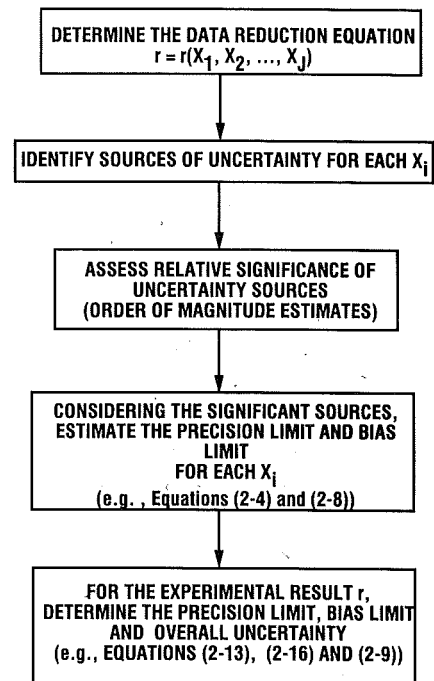 DETERMINE THE DATA REDUCTION EQUATION
r = r(X₁, X₂, ..., X_J)
IDENTIFY SOURCES OF UNCERTAINTY FOR EACH X_i
ASSESS RELATIVE SIGNIFICANCE OF
UNCERTAINTY SOURCES
(ORDER OF MAGNITUDE ESTIMATES)
CONSIDERING THE SIGNIFICANT SOURCES,
ESTIMATE THE PRECISION LIMIT AND BIAS
LIMIT
FOR EACH X_i
(e.g. , Equations (2-4) and (2-8))
FOR THE EXPERIMENTAL RESULT r,
DETERMINE THE PRECISION LIMIT, BIAS LIMIT
AND OVERALL UNCERTAINTY
(e.g., EQUATIONS (2-13), (2-16) AND (2-9))